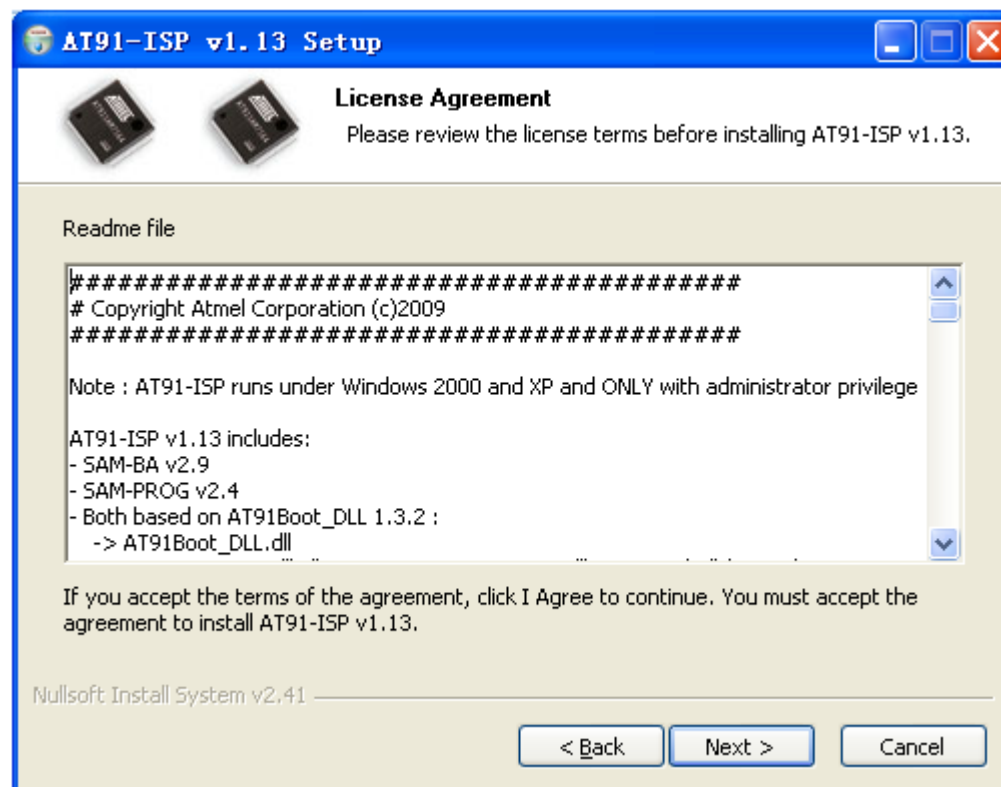 AT91-ISP v1.13 Setup
License Agreement
Please review the license terms before installing AT91-ISP v1.13.
Readme file
##########################################
# Copyright Atmel Corporation (c)2009
##########################################
Note : AT91-ISP runs under Windows 2000 and XP and ONLY with administrator privilege
AT91-ISP v1.13 includes:
- SAM-BA v2.9
- SAM-PROG v2.4
- Both based on AT91Boot_DLL 1.3.2 :
-> AT91Boot_DLL.dll
If you accept the terms of the agreement, click I Agree to continue. You must accept the
agreement to install AT91-ISP v1.13.
Nullsoft Install System v2.41
< Back
Next >
Cancel